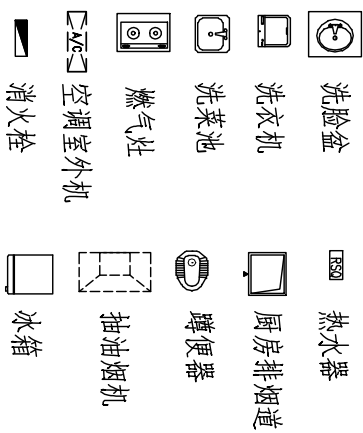 洗脸盆
RSQ 热水器
洗衣机
厨房排烟道
洗菜池
蹲便器
燃气灶
抽油烟机
A/C 空调室外机
消火栓
冰箱